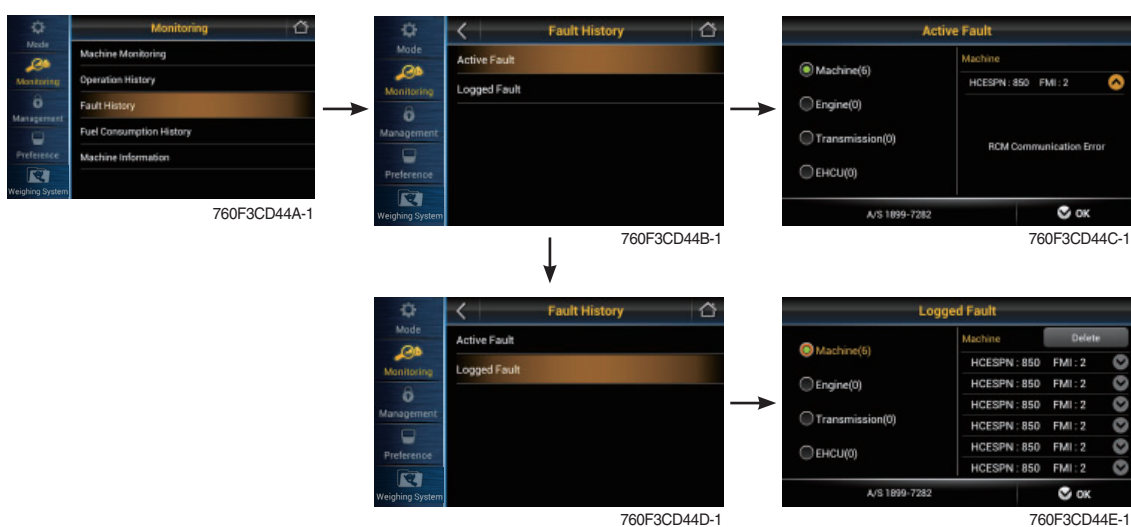 Monitoring
Mode
Monitoring
Management
Preference
Weighing System
Machine Monitoring
Operation History
Fault History
Fuel Consumption History
Machine Information
760F3CD44A-1
Fault History
Mode
Monitoring
Management
Preference
Weighing System
Active Fault
Logged Fault
760F3CD44B-1
Active Fault
Machine(6)
Engine(0)
Transmission(0)
EHCU(0)
Machine
HCESPN : 850 FMI : 2
RCM Communication Error
A/S 1899-7282
OK
760F3CD44C-1
Fault History
Mode
Monitoring
Management
Preference
Weighing System
Active Fault
Logged Fault
760F3CD44D-1
Logged Fault
Machine(6)
Engine(0)
Transmission(0)
EHCU(0)
Machine
Delete
HCESPN : 850 FMI : 2
HCESPN : 850 FMI : 2
HCESPN : 850 FMI : 2
HCESPN : 850 FMI : 2
HCESPN : 850 FMI : 2
HCESPN : 850 FMI : 2
A/S 1899-7282
OK
760F3CD44E-1